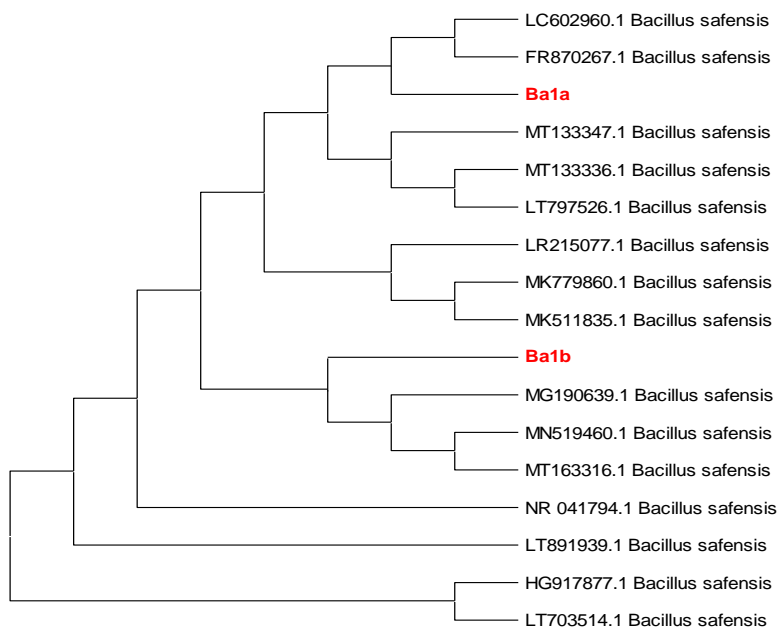 LC602960.1 Bacillus safensis
FR870267.1 Bacillus safensis
Ba1a
MT133347.1 Bacillus safensis
MT133336.1 Bacillus safensis
LT797526.1 Bacillus safensis
LR215077.1 Bacillus safensis
MK779860.1 Bacillus safensis
MK511835.1 Bacillus safensis
Ba1b
MG190639.1 Bacillus safensis
MN519460.1 Bacillus safensis
MT163316.1 Bacillus safensis
NR 041794.1 Bacillus safensis
LT891939.1 Bacillus safensis
HG917877.1 Bacillus safensis
LT703514.1 Bacillus safensis